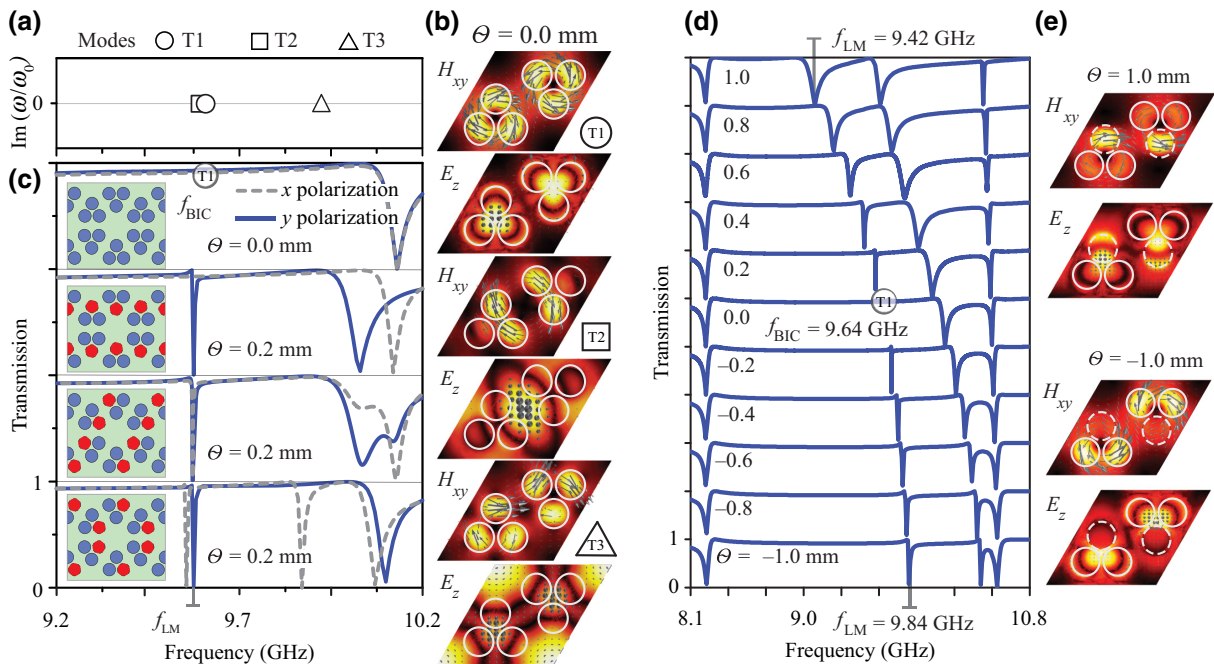 (a)
Modes T1 T2 T3
Im (ω/ω0)
0
(c)
T1
x polarization
fBIC
y polarization
Θ = 0.0 mm
Θ = 0.2 mm
Θ = 0.2 mm
Θ = 0.2 mm
Transmission
1
0
9.2 9.7 10.2
fLM
Frequency (GHz)
(b)
Θ = 0.0 mm
Hxy
T1
Ez
Hxy
T2
Ez
Hxy
T3
Ez
(d)
fLM = 9.42 GHz
1.0
0.8
0.6
0.4
0.2
T1
0.0
fBIC = 9.64 GHz
–0.2
–0.4
–0.6
–0.8
Θ = –1.0 mm
Transmission
1
0
8.1 9.0 10.8
fLM = 9.84 GHz
Frequency (GHz)
(e)
Θ = 1.0 mm
Hxy
Ez
Θ = –1.0 mm
Hxy
Ez